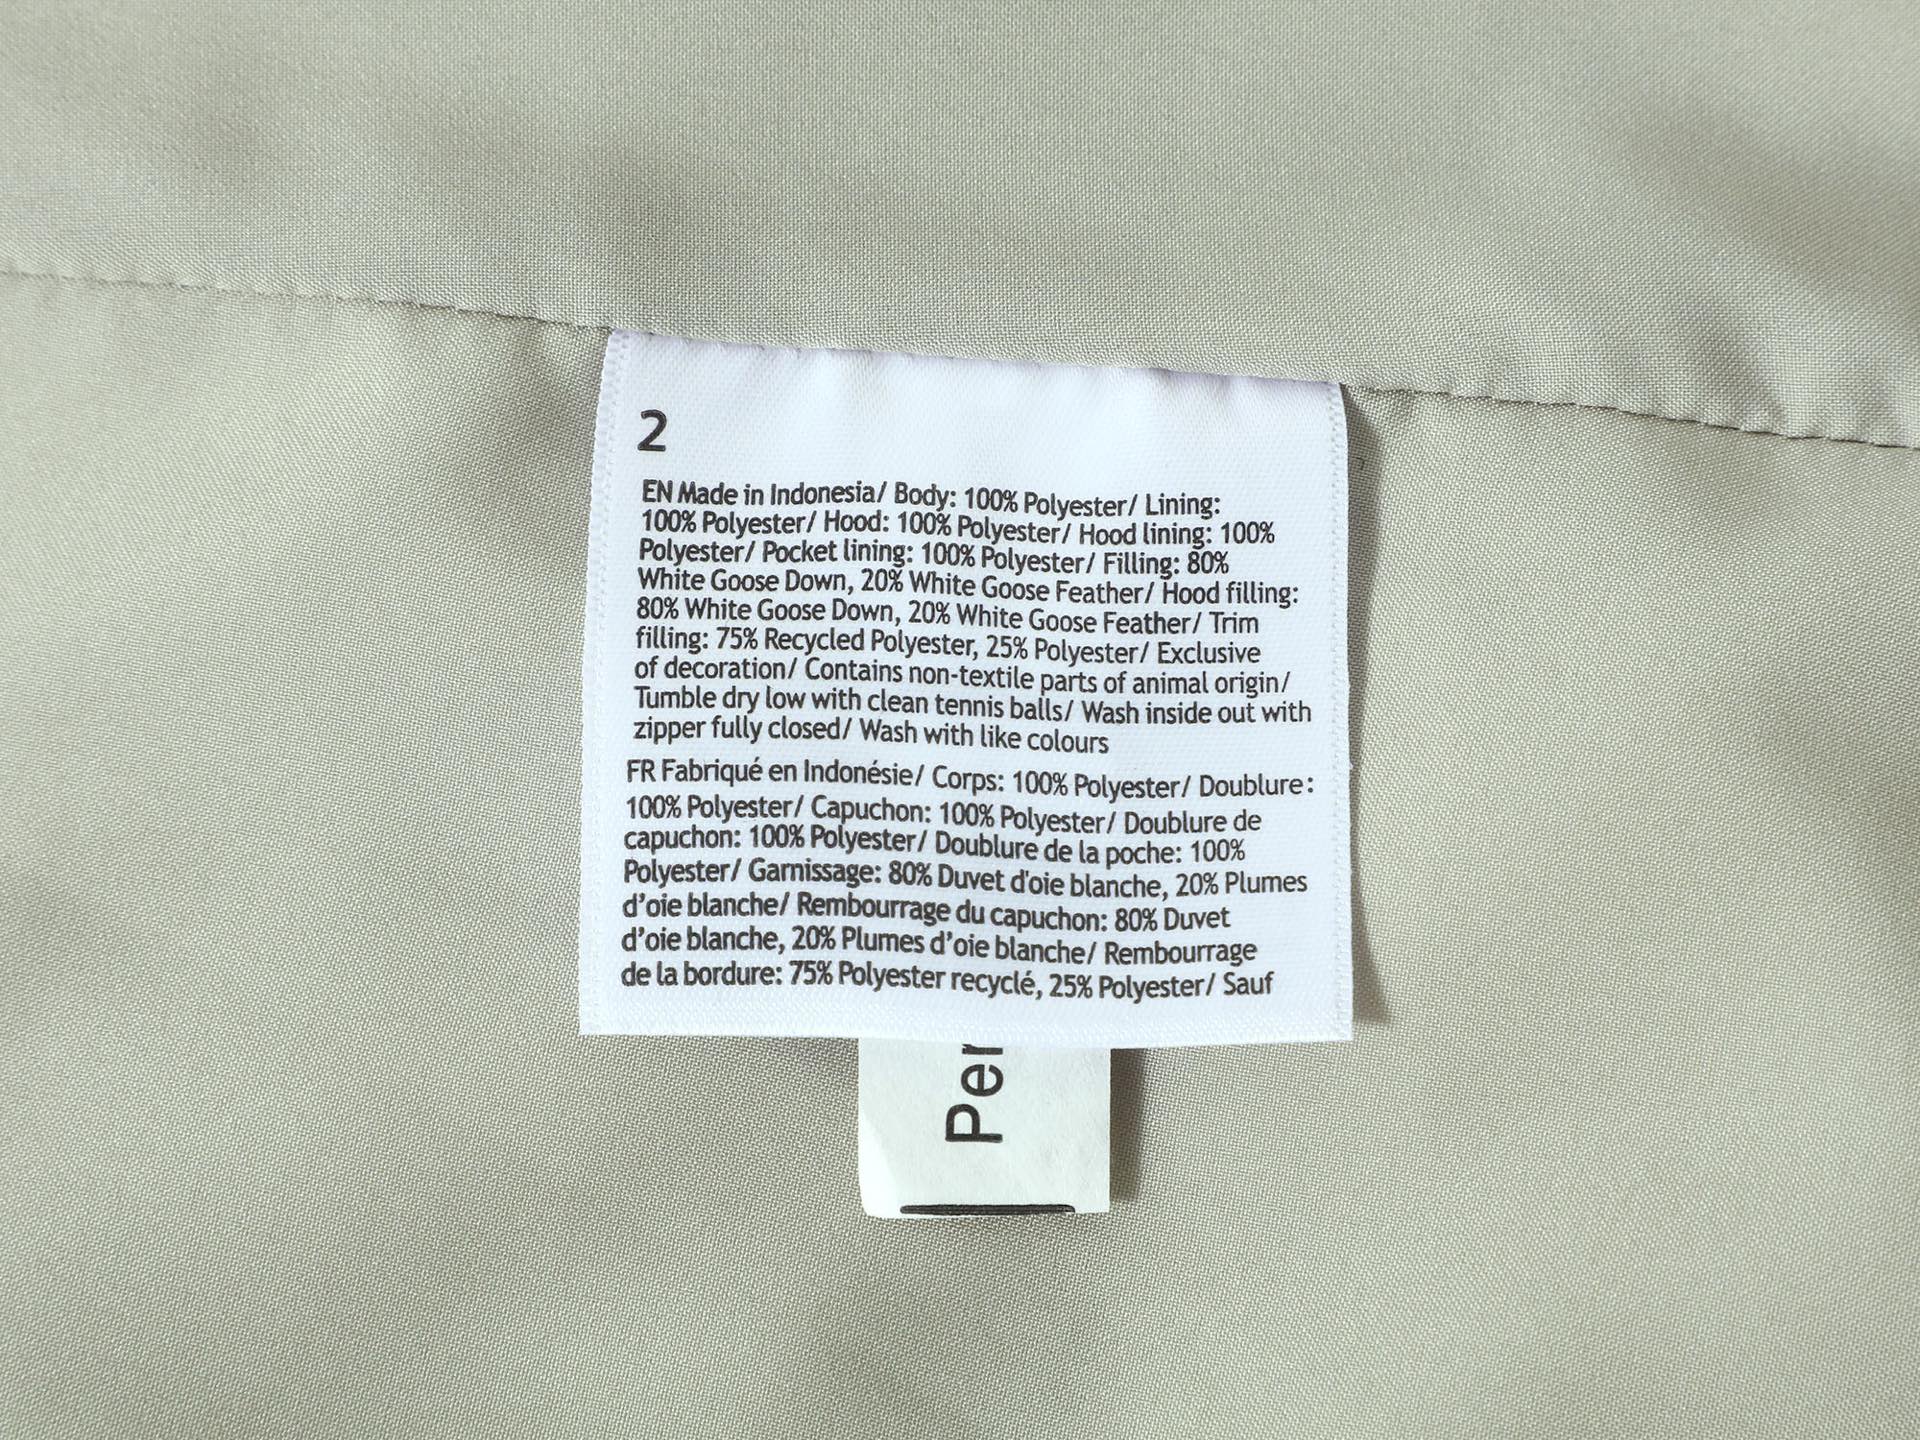 2
EN Made in Indonesia/ Body: 100% Polyester/ Lining:
100% Polyester/ Hood: 100% Polyester/ Hood lining: 100%
Polyester/ Pocket lining: 100% Polyester/ Filling: 80%
White Goose Down, 20% White Goose Feather/ Hood filling:
80% White Goose Down, 20% White Goose Feather/ Trim
filling: 75% Recycled Polyester, 25% Polyester/ Exclusive
of decoration/ Contains non-textile parts of animal origin/
Tumble dry low with clean tennis balls/ Wash inside out with
zipper fully closed/ Wash with like colours
FR Fabriqué en Indonésie/ Corps: 100% Polyester/ Doublure:
100% Polyester/ Capuchon: 100% Polyester/ Doublure de
capuchon: 100% Polyester/ Doublure de la poche: 100%
Polyester/ Garnissage: 80% Duvet d'oie blanche, 20% Plumes
d’oie blanche/ Rembourrage du capuchon: 80% Duvet
d’oie blanche, 20% Plumes d’oie blanche/ Rembourrage
de la bordure: 75% Polyester recyclé, 25% Polyester/ Sauf
Per